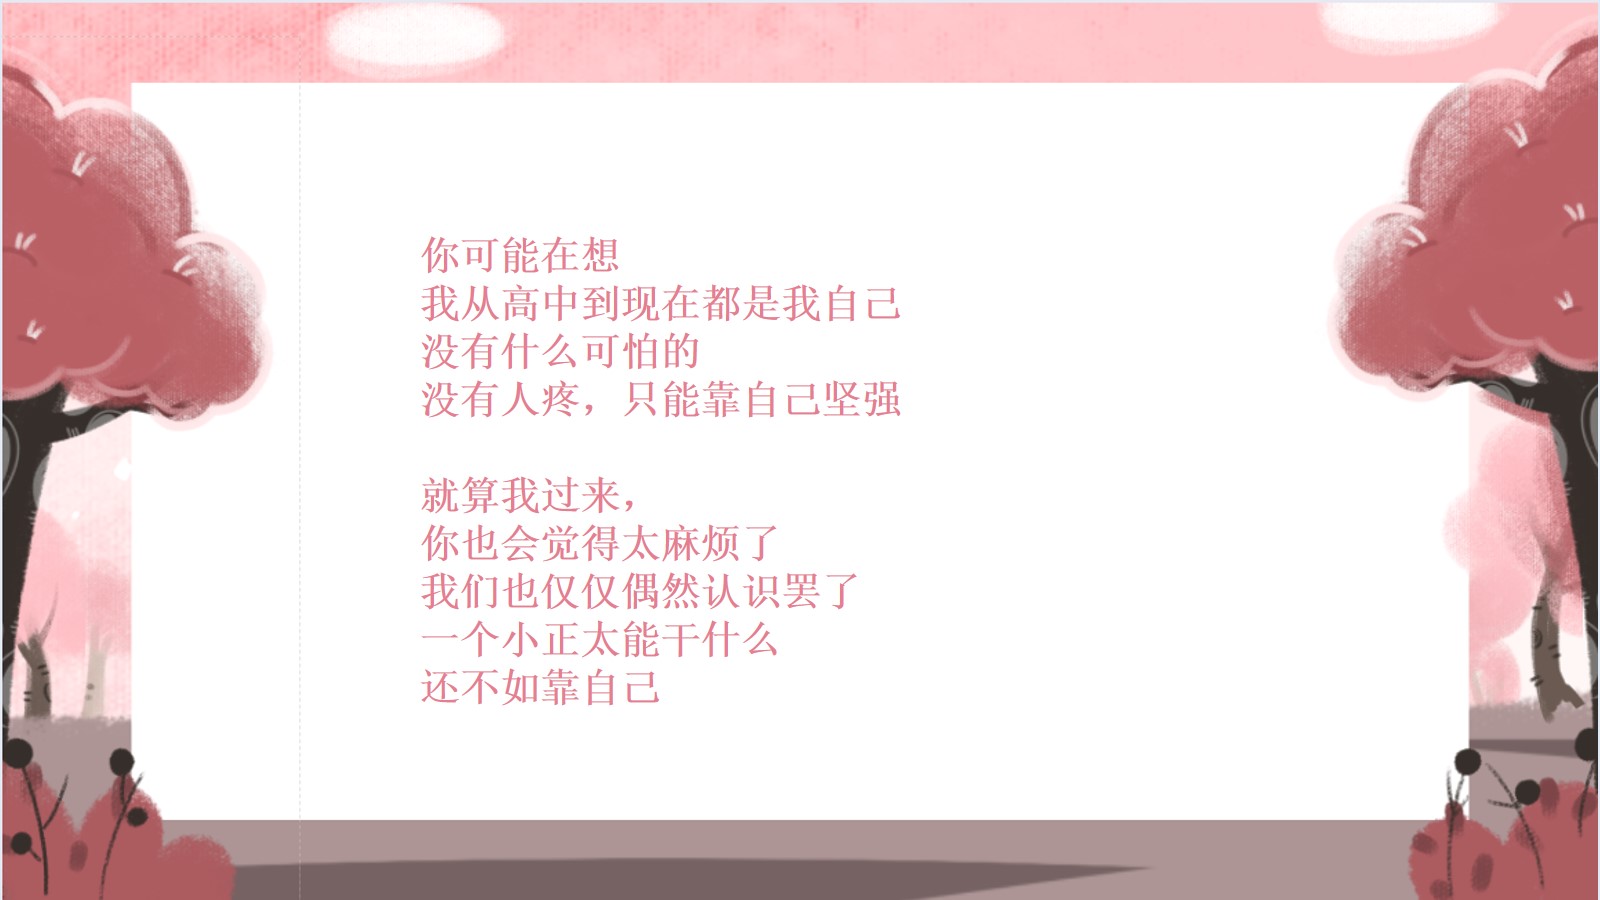 你可能在想
我从高中到现在都是我自己
没有什么可怕的
没有人疼，只能靠自己坚强
就算我过来，
你也会觉得太麻烦了
我们也仅仅偶然认识罢了
一个小正太能干什么
还不如靠自己